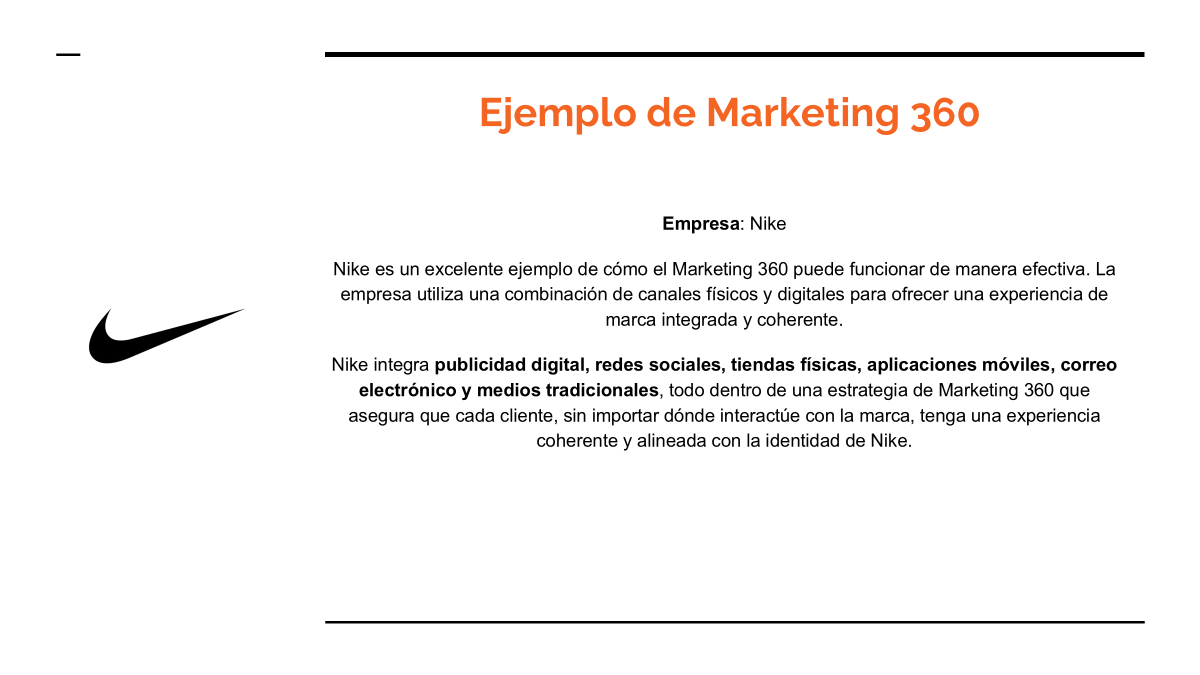 Ejemplo de Marketing 360
Empresa: Nike
Nike es un excelente ejemplo de cómo el Marketing 360 puede funcionar de manera efectiva. La
empresa utiliza una combinación de canales físicos y digitales para ofrecer una experiencia de
marca integrada y coherente.
Nike integra publicidad digital, redes sociales, tiendas físicas, aplicaciones móviles, correo
electrónico y medios tradicionales, todo dentro de una estrategia de Marketing 360 que
asegura que cada cliente, sin importar dónde interactúe con la marca, tenga una experiencia
coherente y alineada con la identidad de Nike.